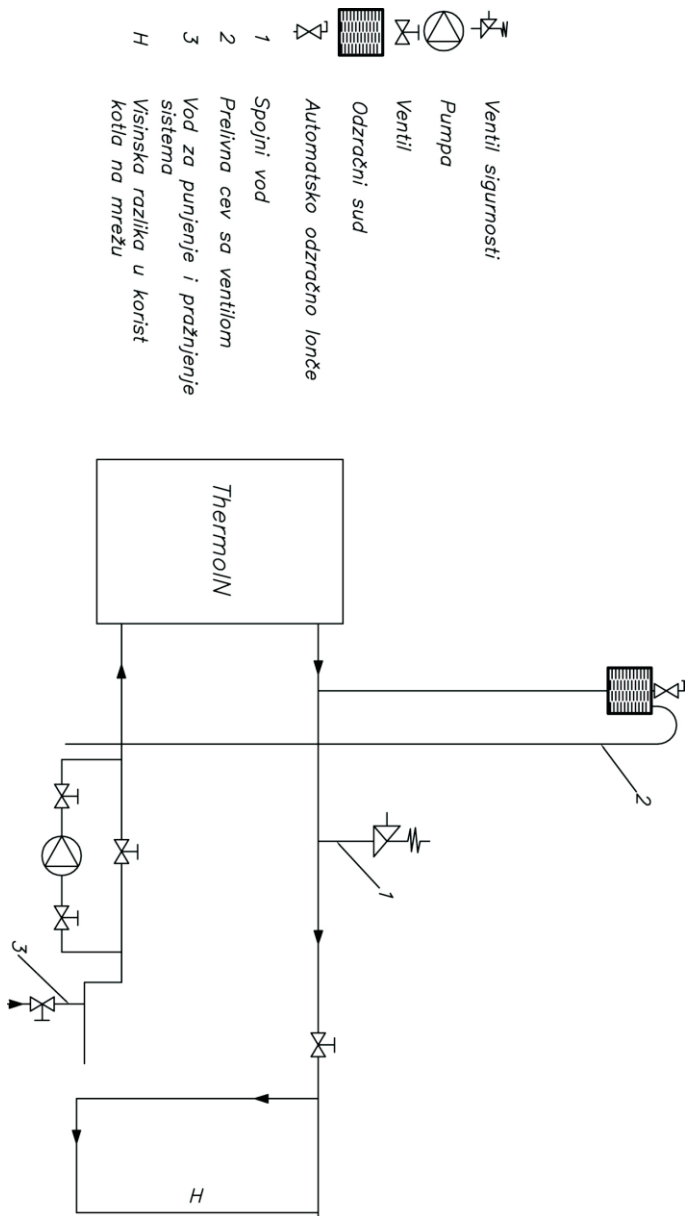 Ventil sigurnosti
Pumpa
Ventil
Odzračni sud
Automatsko odzračno lonče
1 Spojni vod
2 Prelivna cev sa ventilom
3 Vod za punjenje i pražnjenje
sistema
H Visinska razlika u korist
kotla na mrežu
ThermoIN
2
1
3
H